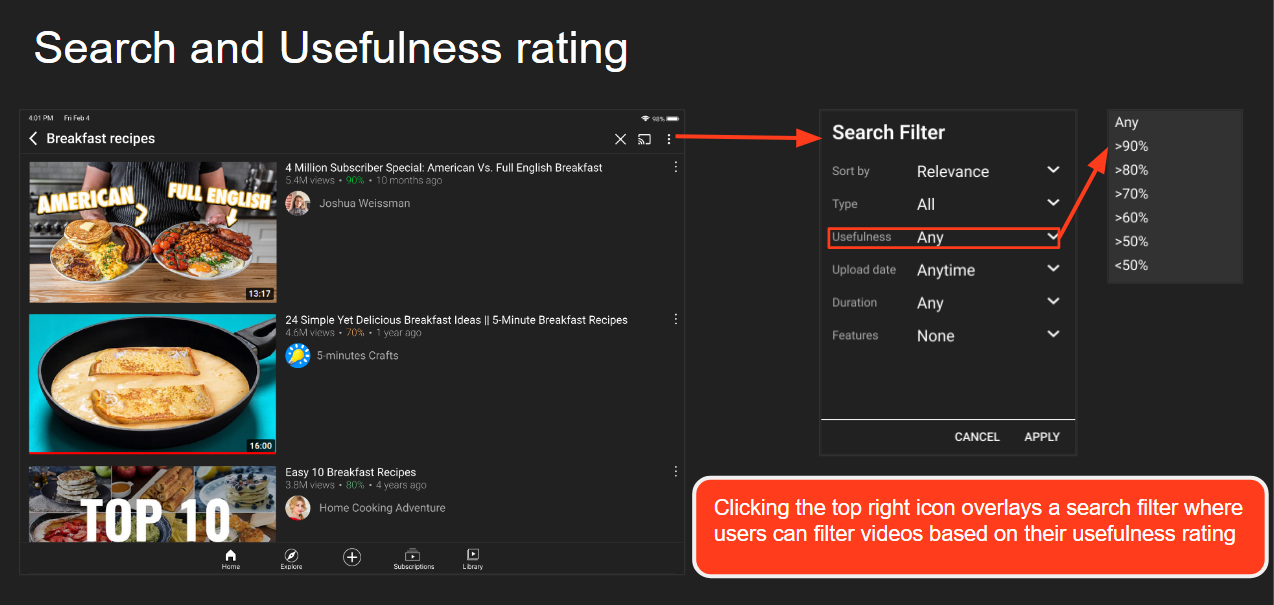 Search and Usefulness rating
4:01 PM Fri Feb 4
98%
Breakfast recipes
AMERICAN
FULL ENGLISH
13:17
4 Million Subscriber Special: American Vs. Full English Breakfast
5.4M views • 90% • 10 months ago
Joshua Weissman
16:00
24 Simple Yet Delicious Breakfast Ideas || 5-Minute Breakfast Recipes
4.6M views • 70% • 1 year ago
5-minutes Crafts
TOP 10
Easy 10 Breakfast Recipes
3.8M views • 80% • 4 years ago
Home Cooking Adventure
Home
Explore
Subscriptions
Library
Search Filter
Sort by Relevance
Type All
Usefulness Any
Upload date Anytime
Duration Any
Features None
CANCEL APPLY
Any
>90%
>80%
>70%
>60%
>50%
<50%
Clicking the top right icon overlays a search filter where
users can filter videos based on their usefulness rating